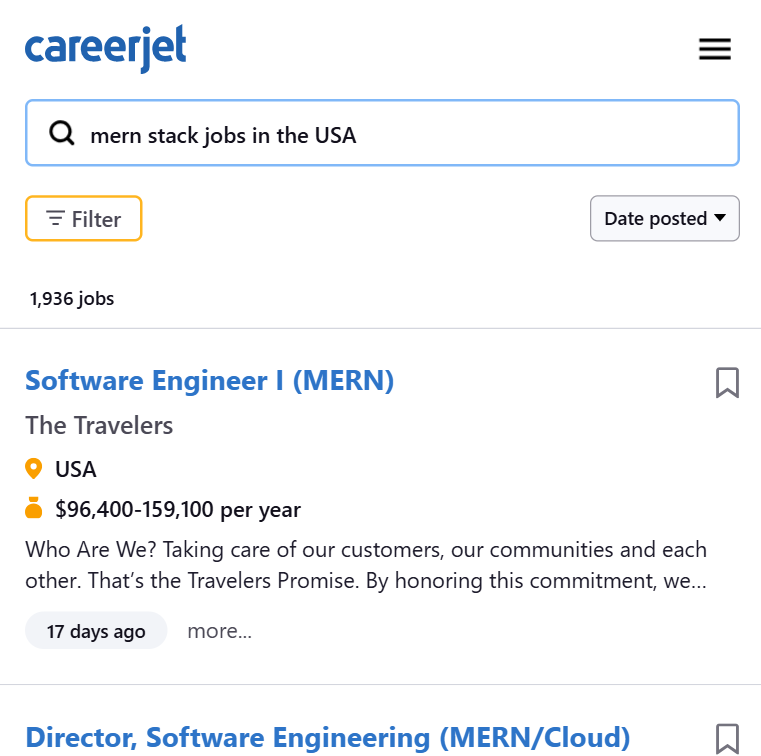 careerjet
mern stack jobs in the USA
Filter
Date posted
1,936 jobs
Software Engineer I (MERN)
The Travelers
USA
$96,400-159,100 per year
Who Are We? Taking care of our customers, our communities and each
other. That’s the Travelers Promise. By honoring this commitment, we...
17 days ago more...
Director, Software Engineering (MERN/Cloud)